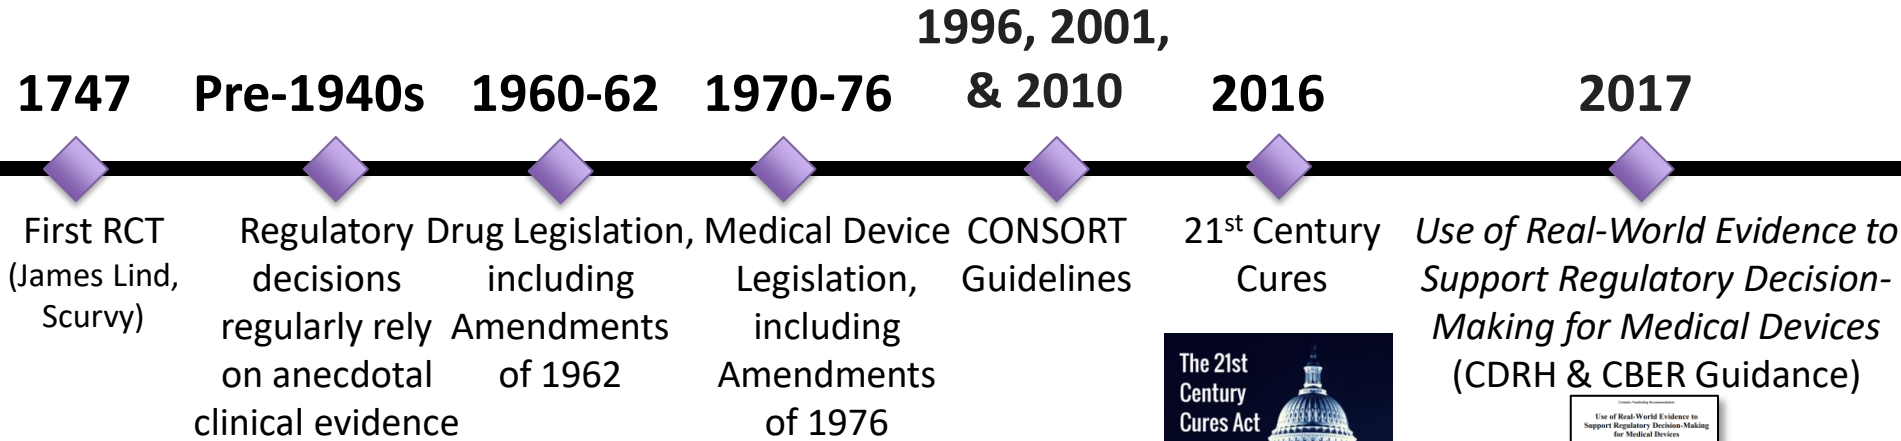 1747
Pre-1940s
1960-62
1970-76
1996, 2001,
& 2010
2016
2017
First RCT
(James Lind,
Scurvy)
Regulatory
decisions
regularly rely
on anecdotal
clinical evidence
Drug Legislation,
including
Amendments
of 1962
Medical Device
Legislation,
including
Amendments
of 1976
CONSORT
Guidelines
21st Century
Cures
The 21st
Century
Cures Act
Use of Real-World Evidence to
Support Regulatory Decision-
Making for Medical Devices
(CDRH & CBER Guidance)
Use of Real-World Evidence to
Support Regulatory Decision-Making
for Medical Devices